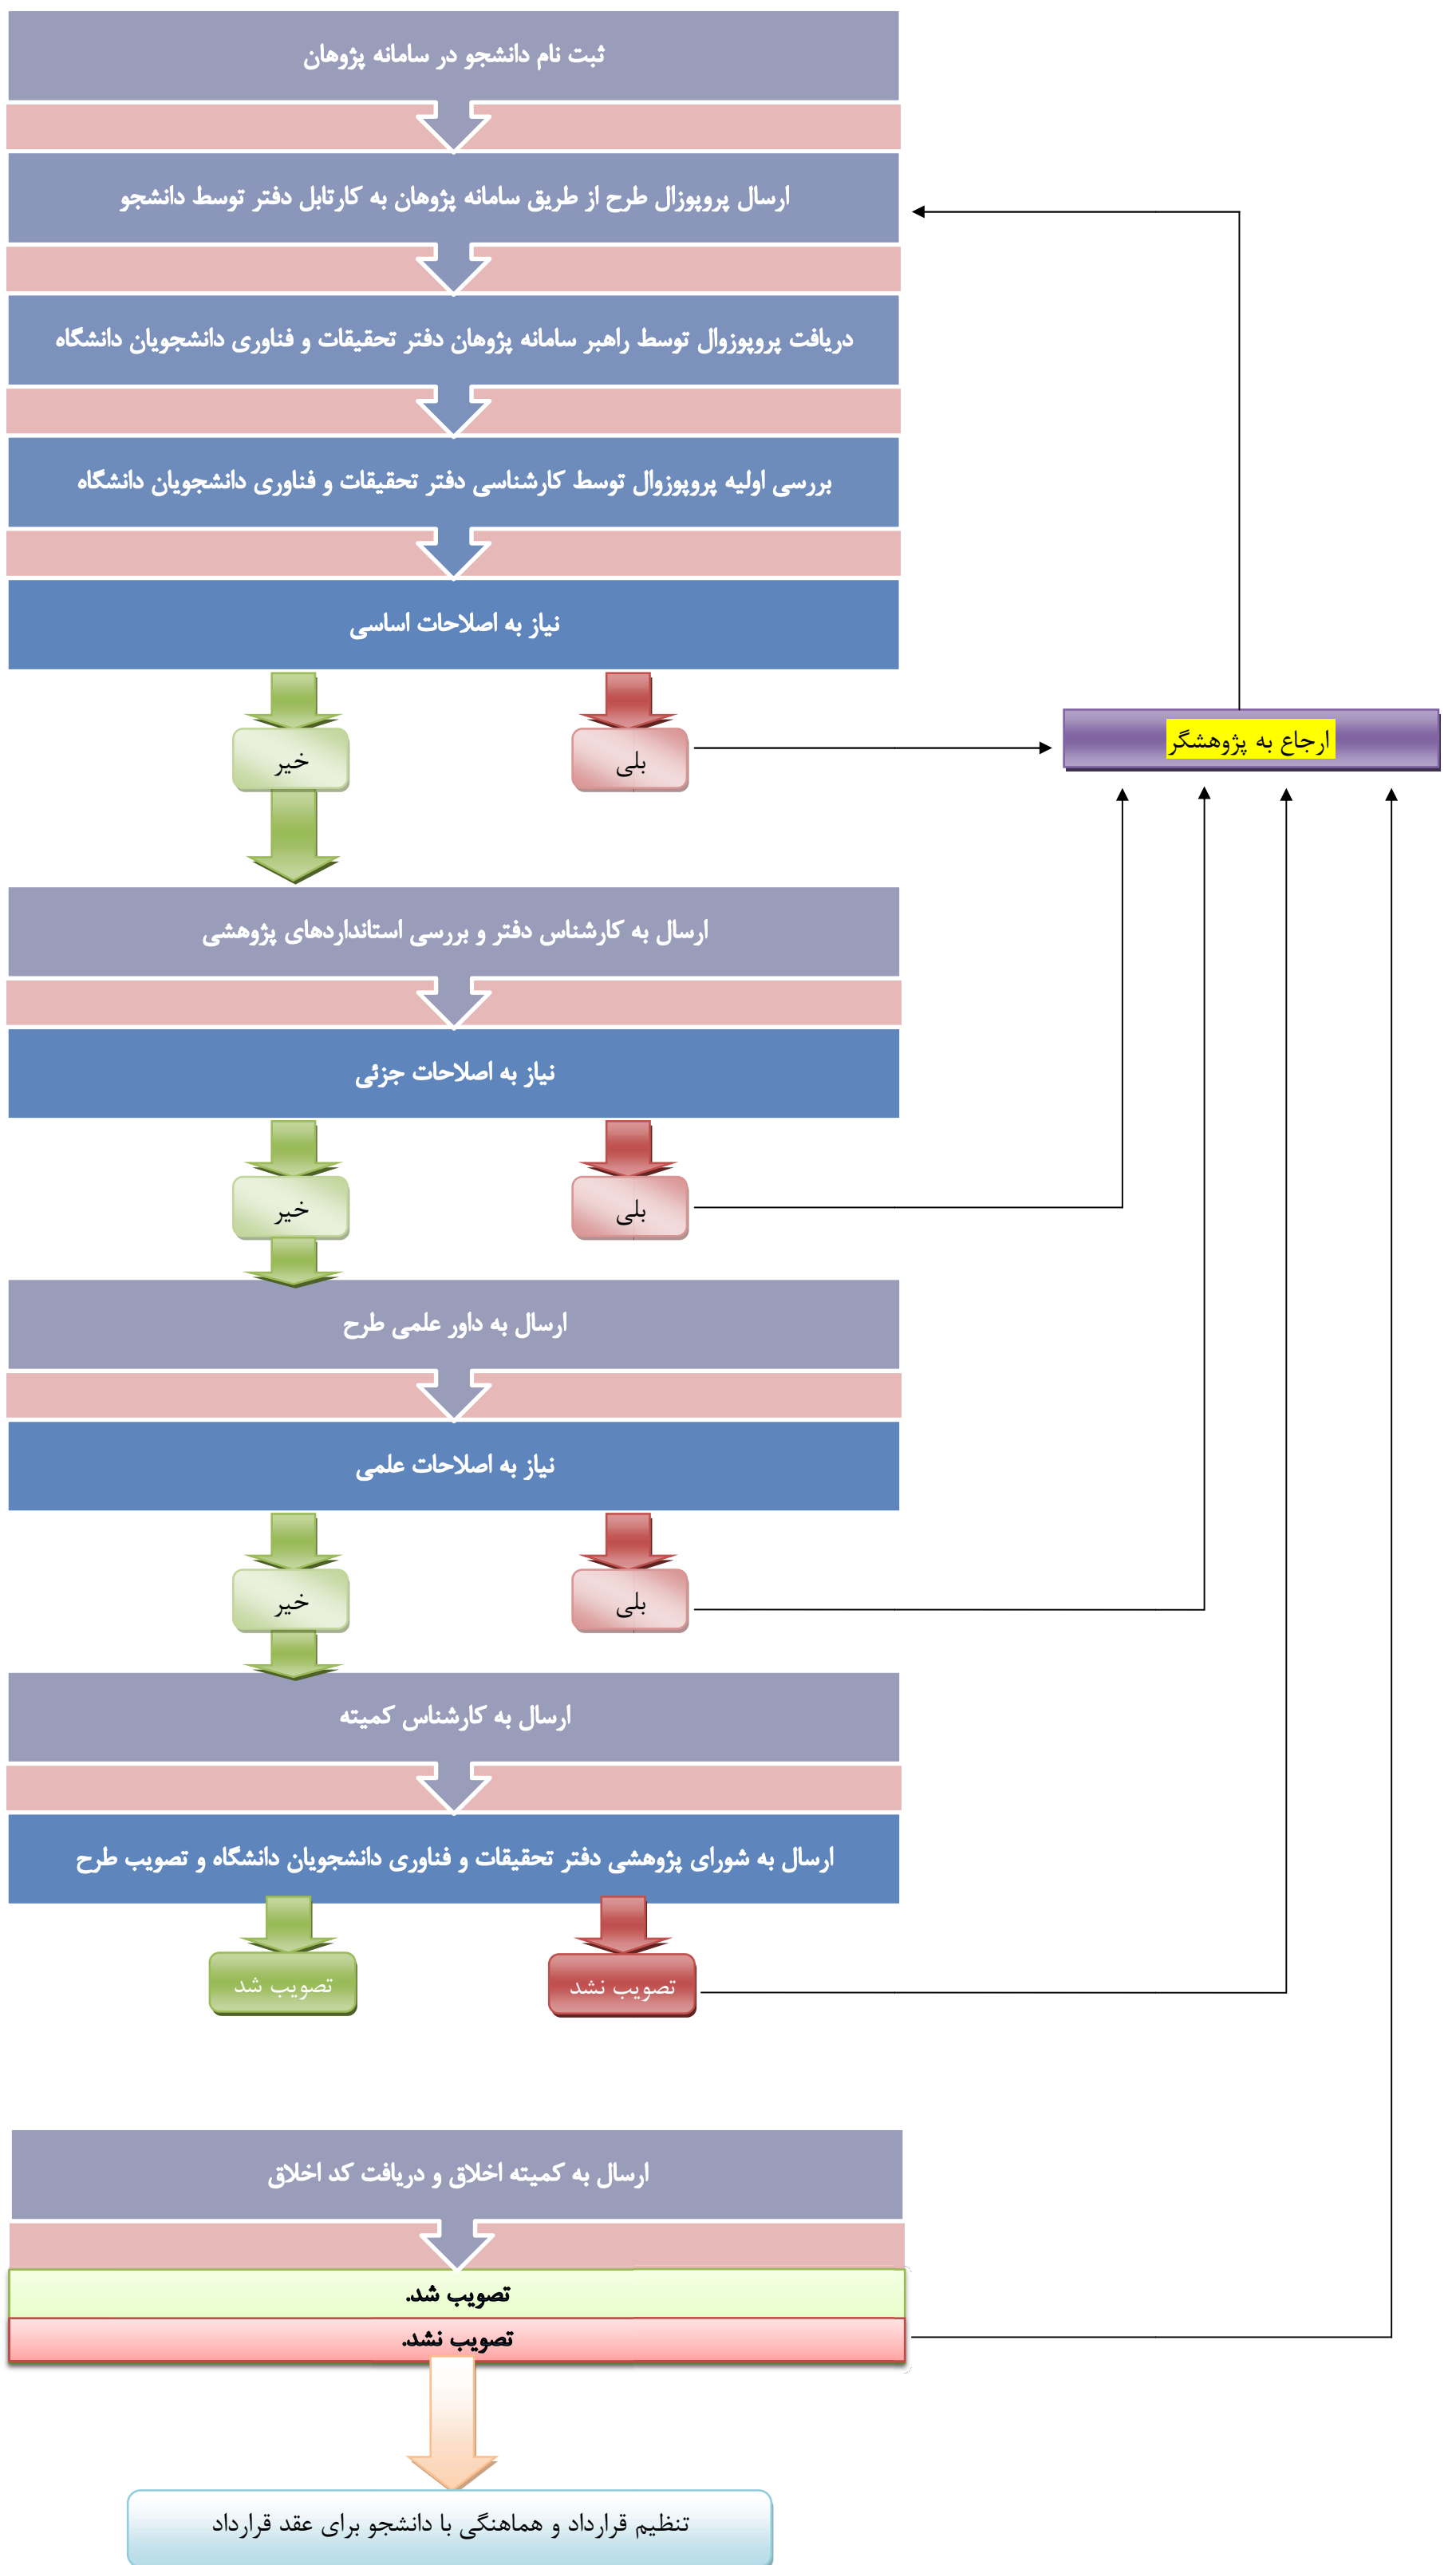 ثبت نام دانشجو در سامانه پژوهان
ارسال پروپوزال طرح از طریق سامانه پژوهان به کارتابل دفتر توسط دانشجو
دریافت پروپوزوال توسط راهبر سامانه پژوهان دفتر تحقیقات و فناوری دانشجویان دانشگاه
بررسی اولیه پروپوزوال توسط کارشناسی دفتر تحقیقات و فناوری دانشجویان دانشگاه
نیاز به اصلاحات اساسی
بلی
خیر
ارجاع به پژوهشگر
ارسال به کارشناس دفتر و بررسی استانداردهای پژوهشی
نیاز به اصلاحات جزئی
بلی
خیر
ارسال به داور علمی طرح
نیاز به اصلاحات علمی
بلی
خیر
ارسال به کارشناس کمیته
ارسال به شورای پژوهشی دفتر تحقیقات و فناوری دانشجویان دانشگاه و تصویب طرح
تصویب نشد
تصویب شد
ارسال به کمیته اخلاق و دریافت کد اخلاق
تصویب شد.
تصویب نشد.
تنظیم قرارداد و هماهنگی با دانشجو برای عقد قرارداد